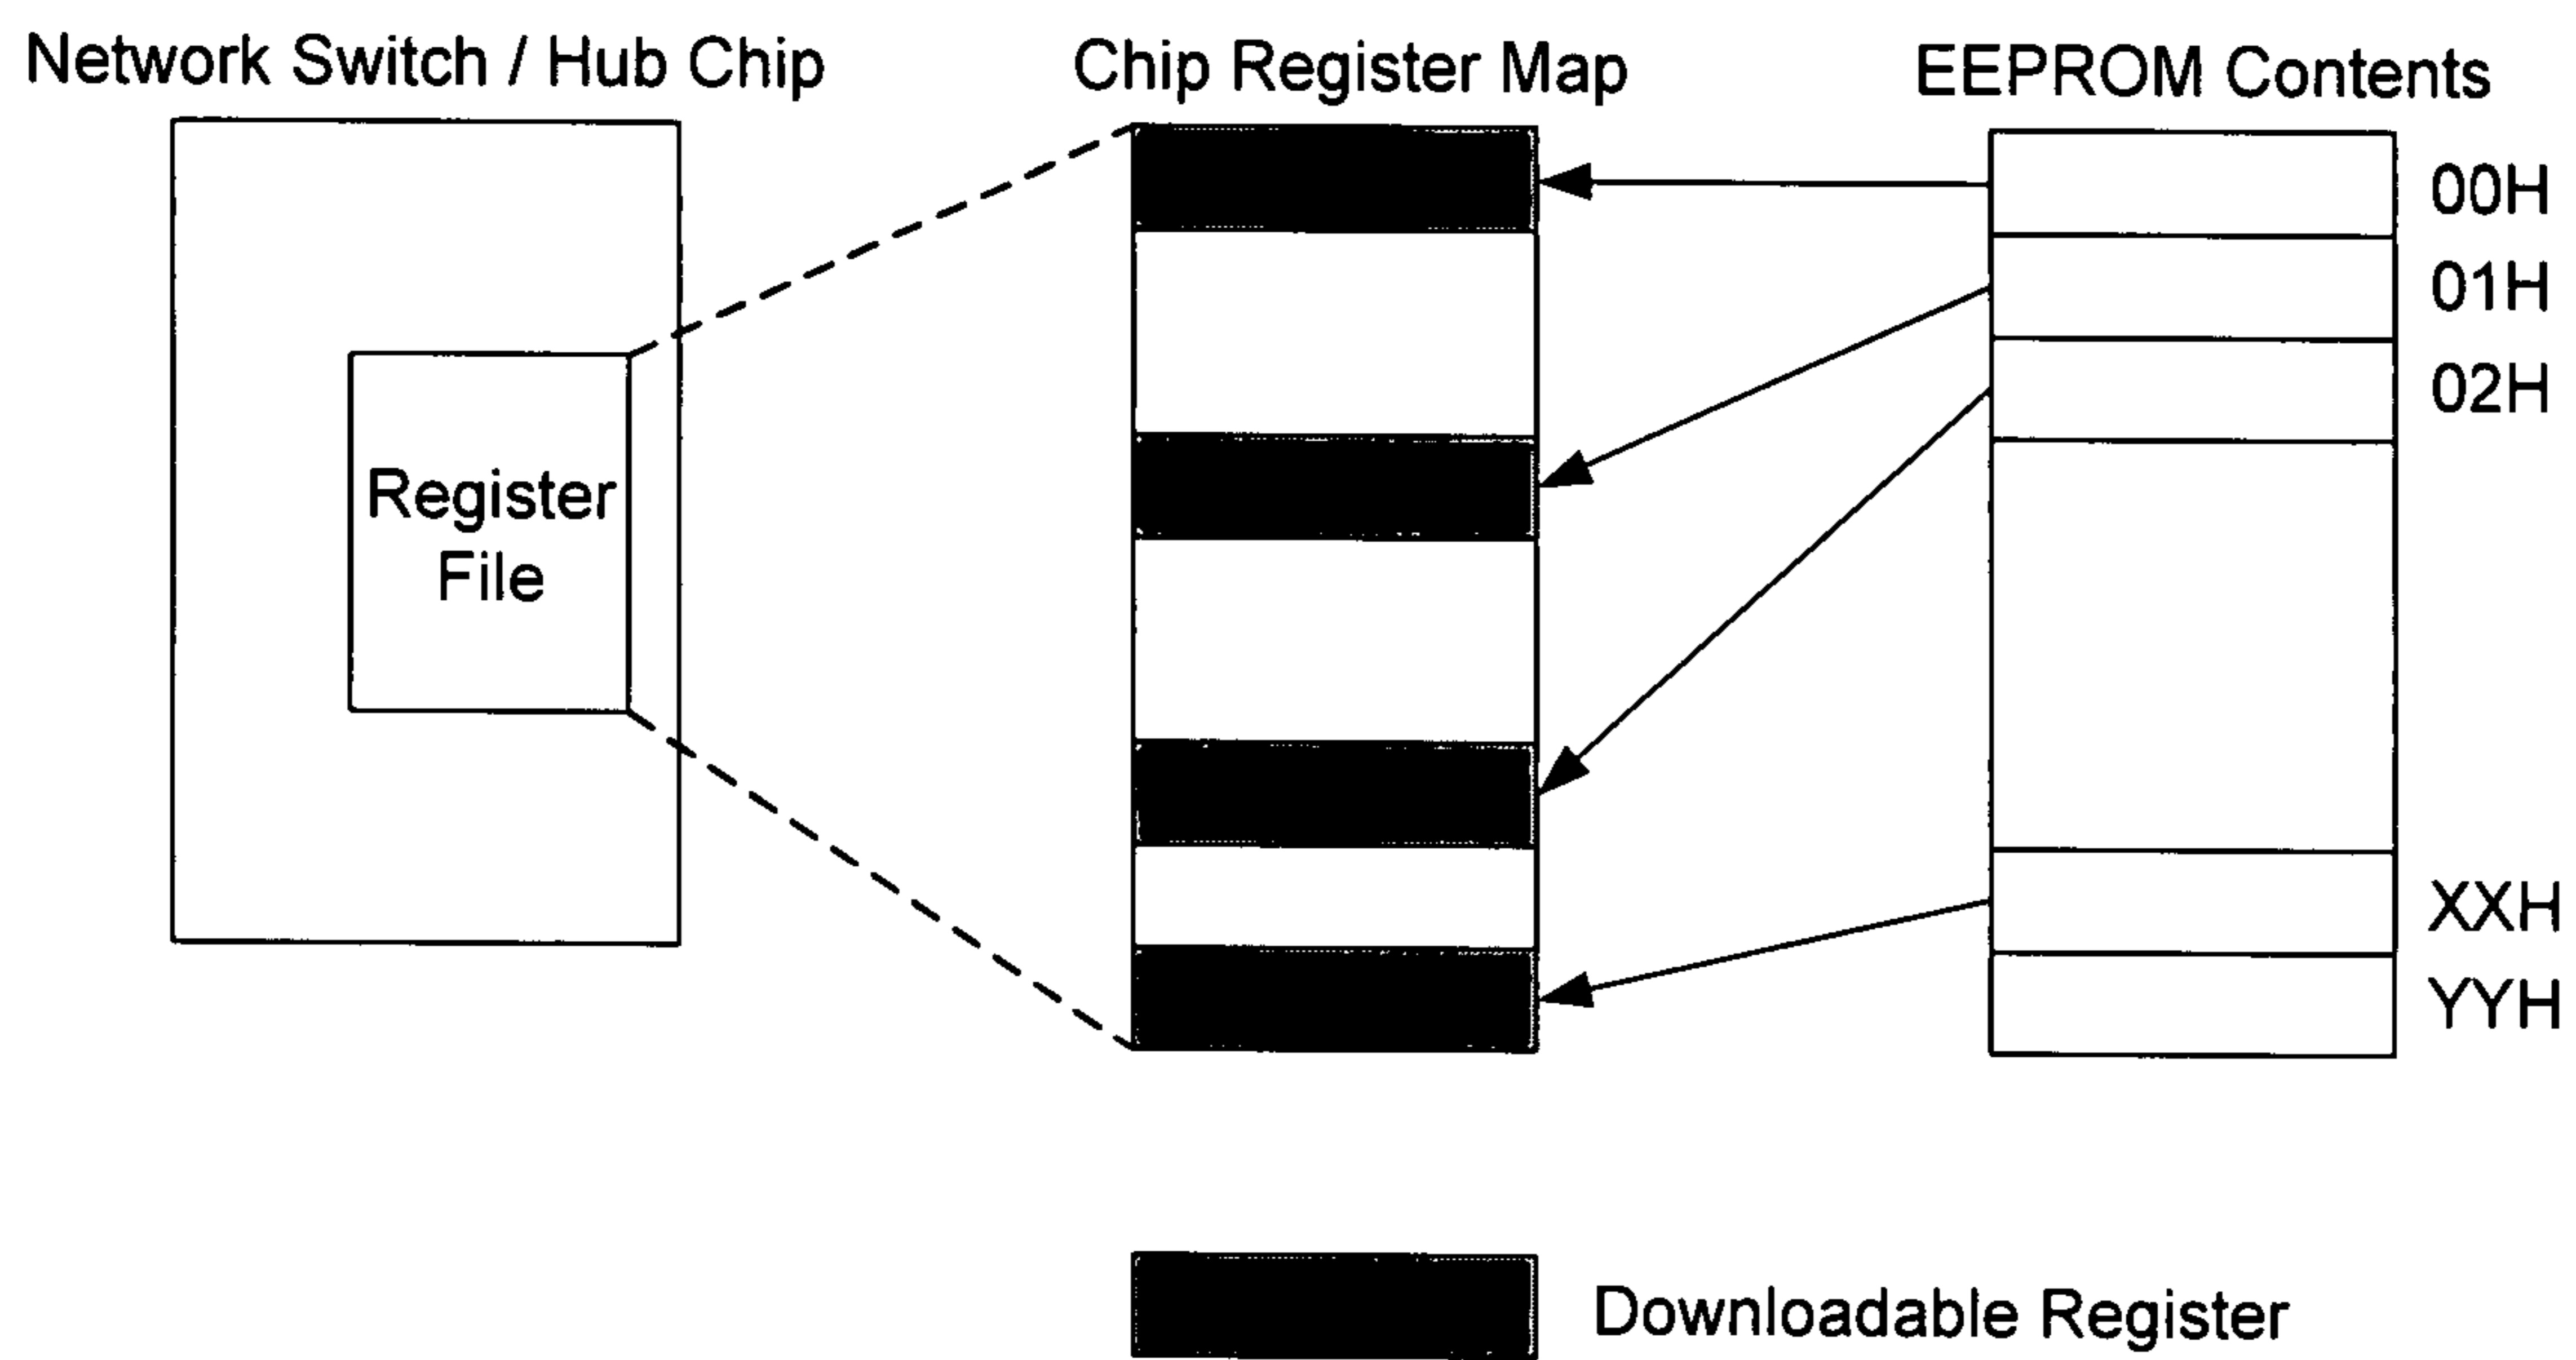 Network Switch / Hub Chip
Chip Register Map
EEPROM Contents
00H
01H
02H
Register
File
XXH
YYH
Downloadable Register